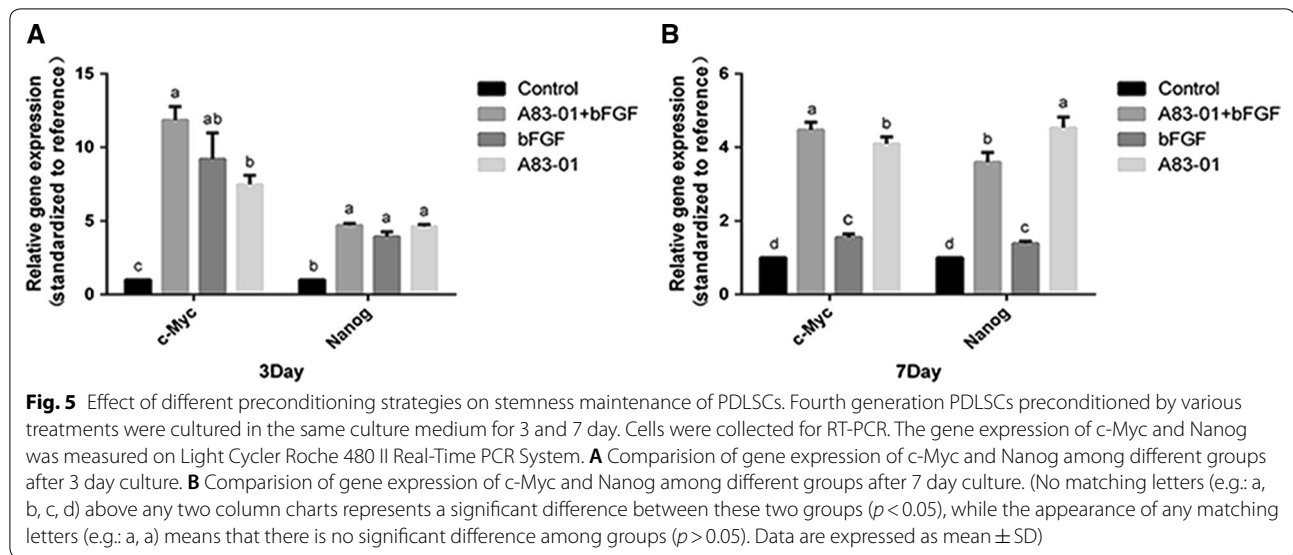 A
B
Relative gene expression
(standardized to reference)
15
10
5
0
c
a
ab
b
b
a
a
a
c-Myc
Nanog
3Day
Control
A83-01+bFGF
bFGF
A83-01
Relative gene expression
(standardized to reference)
6
4
2
0
d
a
c
b
d
b
c
a
c-Myc
Nanog
7Day
Control
A83-01+bFGF
bFGF
A83-01
Fig. 5 Effect of different preconditioning strategies on stemness maintenance of PDLSCs. Fourth generation PDLSCs preconditioned by various
treatments were cultured in the same culture medium for 3 and 7 day. Cells were collected for RT-PCR. The gene expression of c-Myc and Nanog
was measured on Light Cycler Roche 480 II Real-Time PCR System. A Comparision of gene expression of c-Myc and Nanog among different groups
after 3 day culture. B Comparision of gene expression of c-Myc and Nanog among different groups after 7 day culture. (No matching letters (e.g.: a,
b, c, d) above any two column charts represents a significant difference between these two groups (p < 0.05), while the appearance of any matching
letters (e.g.: a, a) means that there is no significant difference among groups (p > 0.05). Data are expressed as mean ± SD)